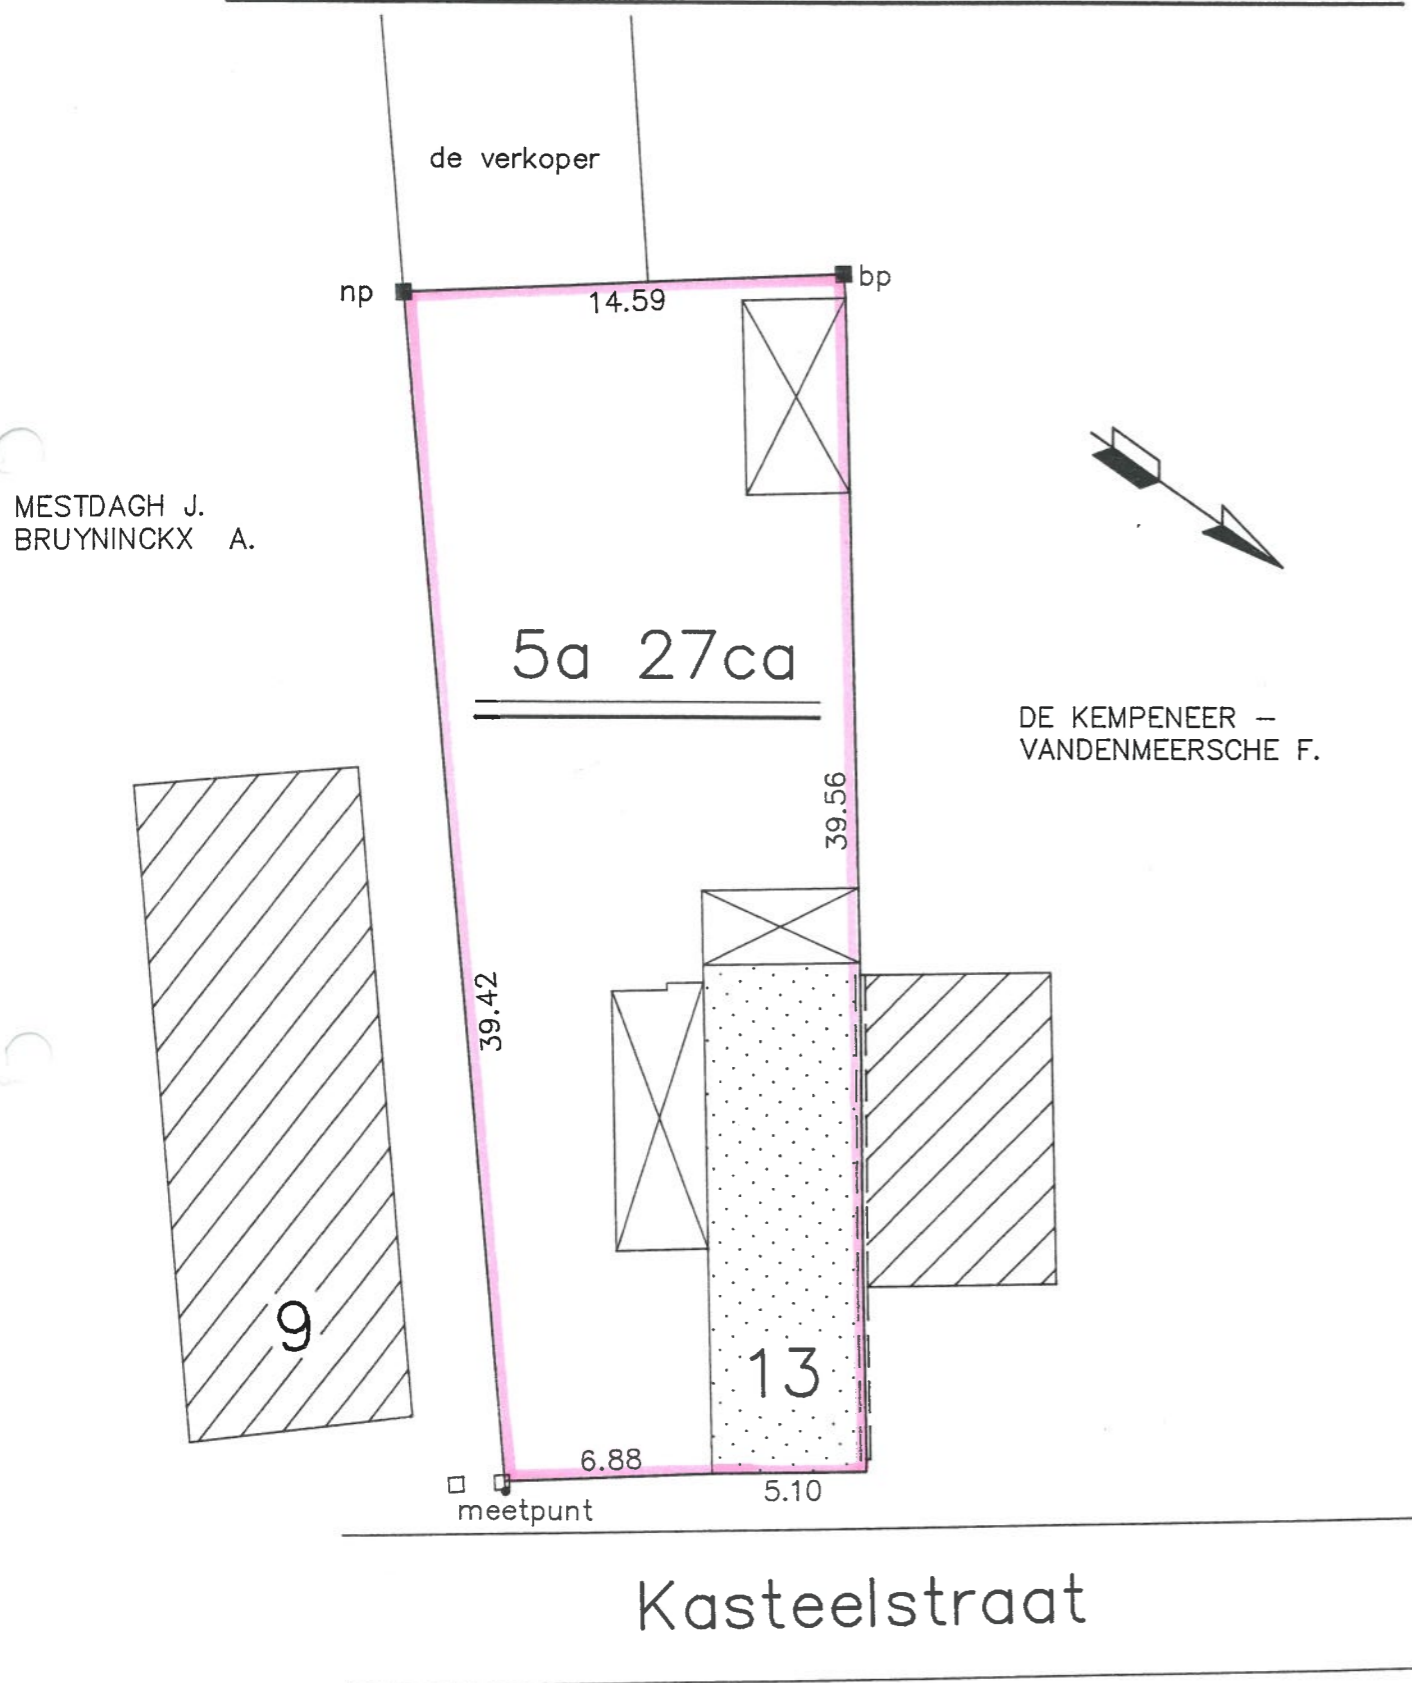 de verkoper
np
bp
14.59
MESTDAGH J.
BRUYNINCKX A.
5a 27ca
DE KEMPENEER –
VANDENMEERSCHE F.
39.56
39.42
9
13
6.88
5.10
meetpunt
Kasteelstraat